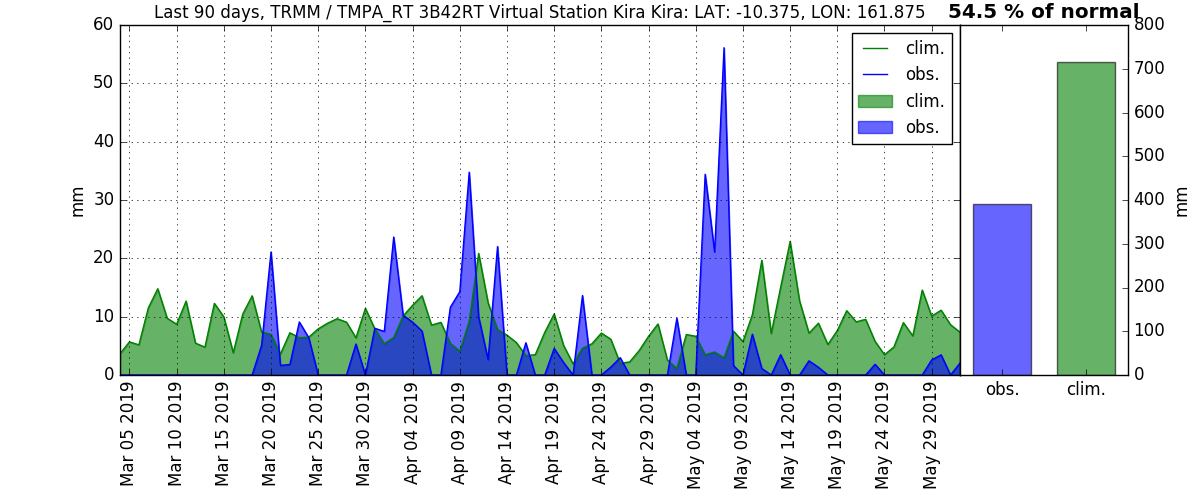 Last 90 days, TRMM / TMPA_RT 3B42RT Virtual Station Kira Kira: LAT: -10.375, LON: 161.875
54.5 % of normal
clim.
obs.
clim.
obs.
60
50
40
30
20
10
0
mm
800
700
600
500
400
300
200
100
0
mm
Mar 05 2019
Mar 10 2019
Mar 15 2019
Mar 20 2019
Mar 25 2019
Mar 30 2019
Apr 04 2019
Apr 09 2019
Apr 14 2019
Apr 19 2019
Apr 24 2019
Apr 29 2019
May 04 2019
May 09 2019
May 14 2019
May 19 2019
May 24 2019
May 29 2019
obs.
clim.